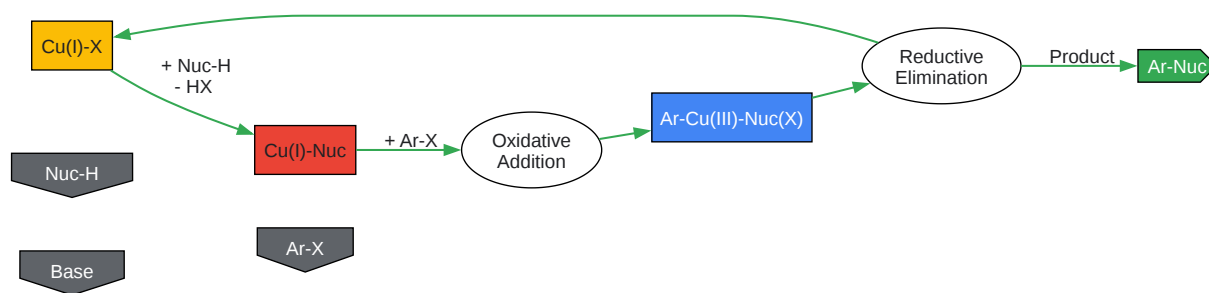 Cu(I)-X
+ Nuc-H
- HX
Cu(I)-Nuc
+ Ar-X
Oxidative
Addition
Ar-Cu(III)-Nuc(X)
Reductive
Elimination
Product
Ar-Nuc
Nuc-H
Ar-X
Base